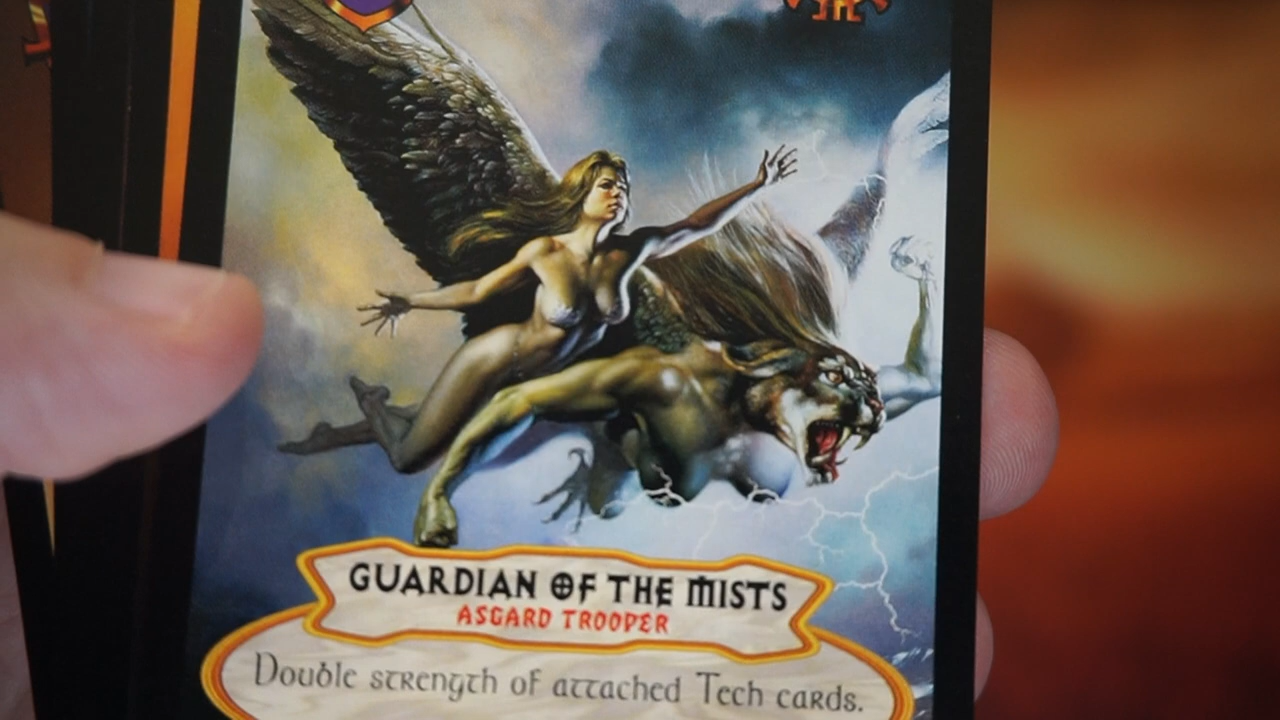 GUARDIAN OF THE MISTS
ASGARD TROOPER
Double strength of attached Tech cards.